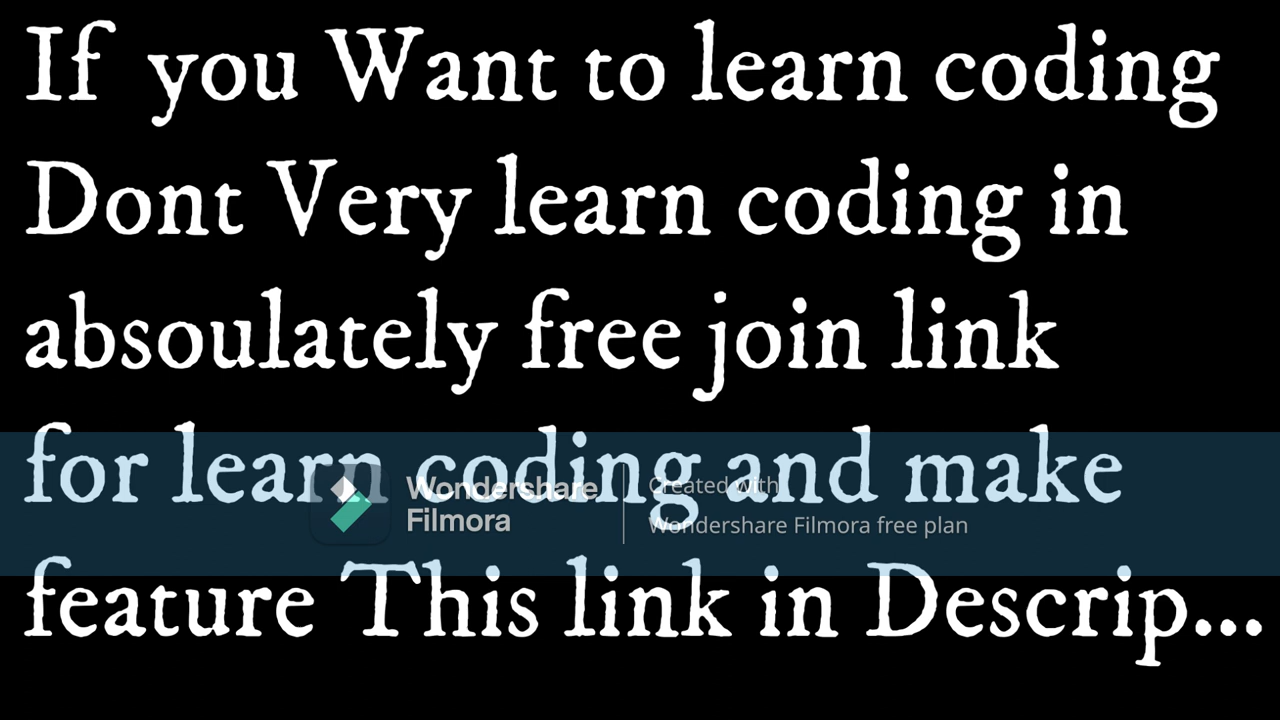 If you Want to learn coding
Dont Very learn coding in
absoulately free join link
for learn coding and make
Wondershare
Filmora
Created with
Wondershare Filmora free plan
feature This link in Descrip...